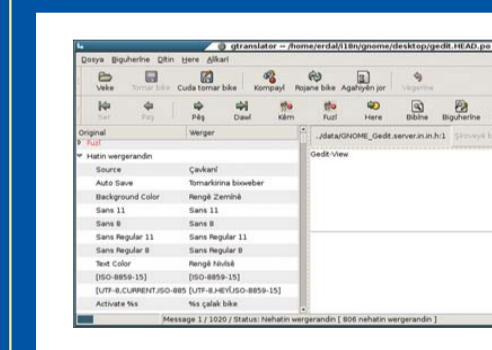 gtranslator -- /home/erdal/i18n/gnome/desktop/gedit.HEAD.po
Dosya Biguherîne Dîtin Here Alîkarî
Veke Tomar bike Cuda tomar bike Kompayl Rojane bike Agahiyên jor Vegerîne
Ser Paş Pêş Dawî Kêm Fuzî Here Bibîne Biguherîne
Original Werger ../data/GNOME_Gedit.server.in.in.h:1
Fuzî
Hatin wergerandin Gedit-View
Source Çavkanî
Auto Save Tomarkirina bixweber
Background Color Rengê Zemînê
Sans 11 Sans 11
Sans 8 Sans 8
Sans Regular 11 Sans Regular 11
Sans Regular 8 Sans Regular 8
Text Color Rengê Nivîsê
[ISO-8859-15] [ISO-8859-15]
[UTF-8,CURRENT,ISO-885 [UTF-8,HEYÎ,ISO-8859-15]
Activate %s %s çalak bike
Message 1 / 1020 / Status: Nehatin wergerandin [ 806 nehatin wergerandin ]